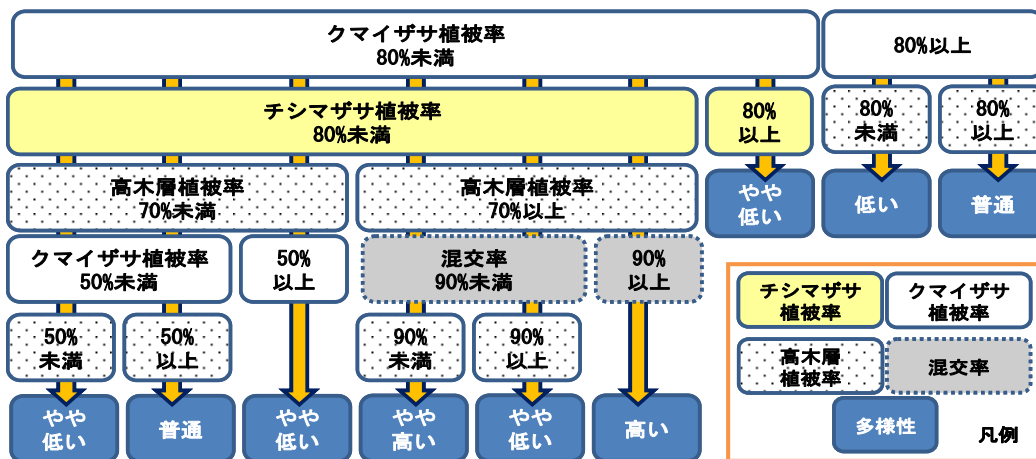 クマイザサ植被率
80%未満
80%以上
チシマザサ植被率
80%未満
80%
以上
80%
未満
80%
以上
高木層植被率
70%未満
高木層植被率
70%以上
やや
低い
低い
普通
クマイザサ植被率
50%未満
50%
以上
混交率
90%未満
90%
以上
50%
未満
50%
以上
90%
未満
90%
以上
やや
低い
普通
やや
低い
やや
高い
やや
低い
高い
チシマザサ
植被率
クマイザサ
植被率
高木層
植被率
混交率
多様性
凡例